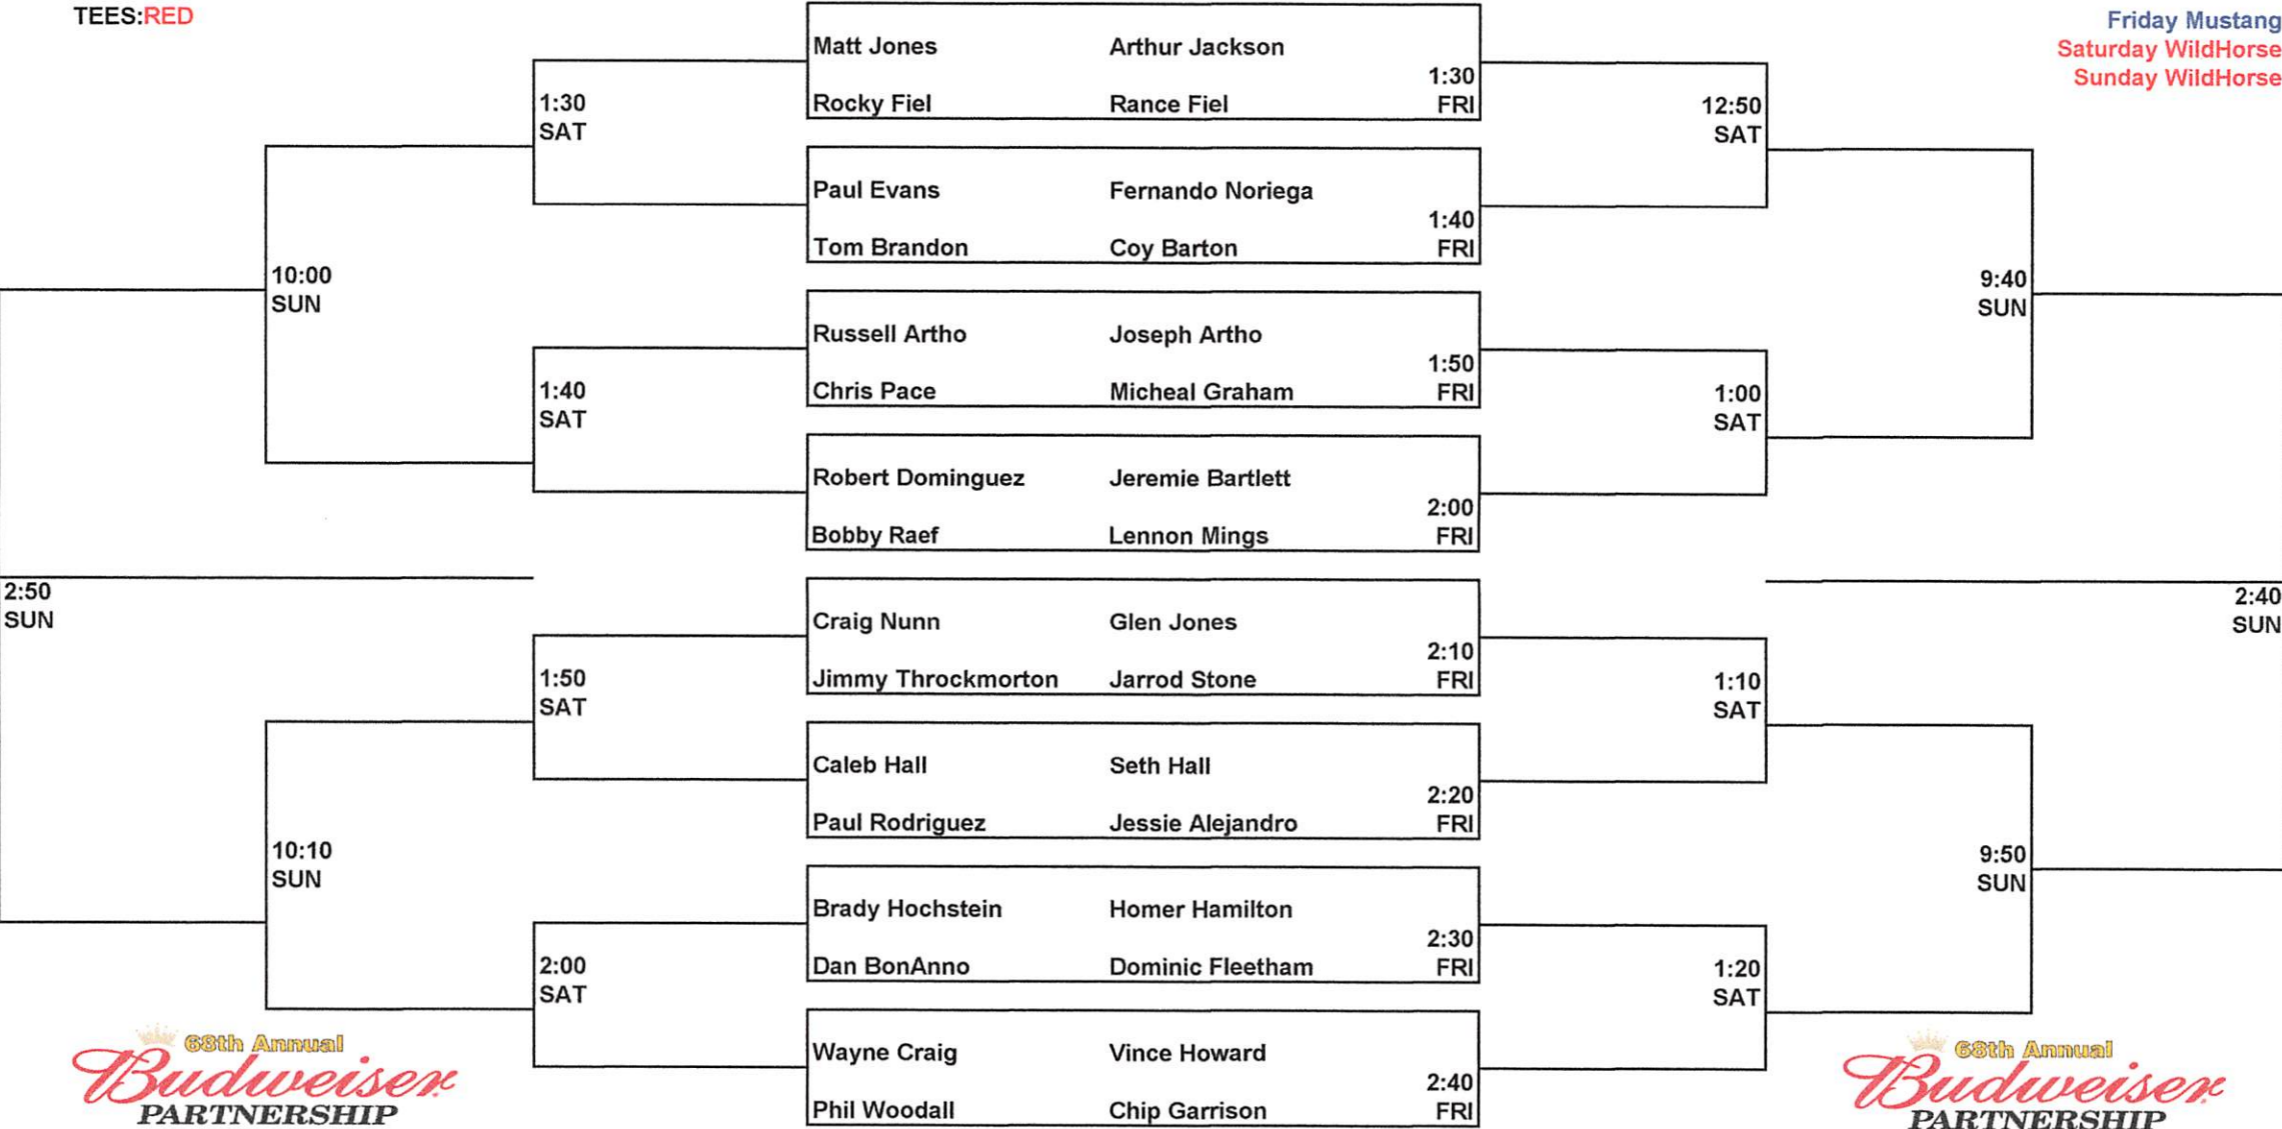 TEES:RED
Friday Mustang
Saturday WildHorse
Sunday WildHorse
Matt Jones Arthur Jackson
1:30
Rocky Fiel Rance Fiel FRI
1:30
SAT
12:50
SAT
Paul Evans Fernando Noriega
1:40
Tom Brandon Coy Barton FRI
10:00
SUN
9:40
SUN
Russell Artho Joseph Artho
1:50
Chris Pace Micheal Graham FRI
1:40
SAT
1:00
SAT
Robert Dominguez Jeremie Bartlett
2:00
Bobby Raef Lennon Mings FRI
2:50
SUN
2:40
SUN
Craig Nunn Glen Jones
2:10
Jimmy Throckmorton Jarrod Stone FRI
1:50
SAT
1:10
SAT
Caleb Hall Seth Hall
2:20
Paul Rodriguez Jessie Alejandro FRI
10:10
SUN
9:50
SUN
Brady Hochstein Homer Hamilton
2:30
Dan BonAnno Dominic Fleetham FRI
2:00
SAT
1:20
SAT
Wayne Craig Vince Howard
2:40
Phil Woodall Chip Garrison FRI
68th Annual
Budweiser
PARTNERSHIP
68th Annual
Budweiser
PARTNERSHIP